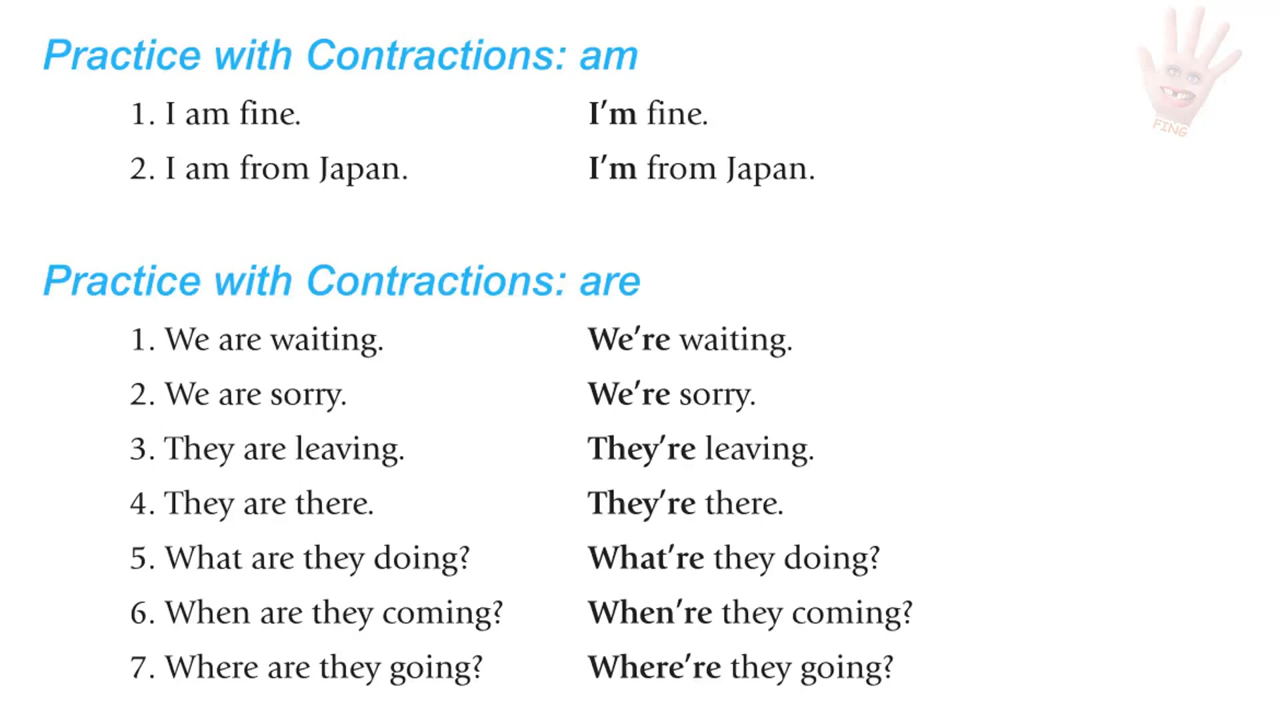 Practice with Contractions: am
1. I am fine. I’m fine.
2. I am from Japan. I’m from Japan.
Practice with Contractions: are
1. We are waiting. We’re waiting.
2. We are sorry. We’re sorry.
3. They are leaving. They’re leaving.
4. They are there. They’re there.
5. What are they doing? What’re they doing?
6. When are they coming? When’re they coming?
7. Where are they going? Where’re they going?
FING